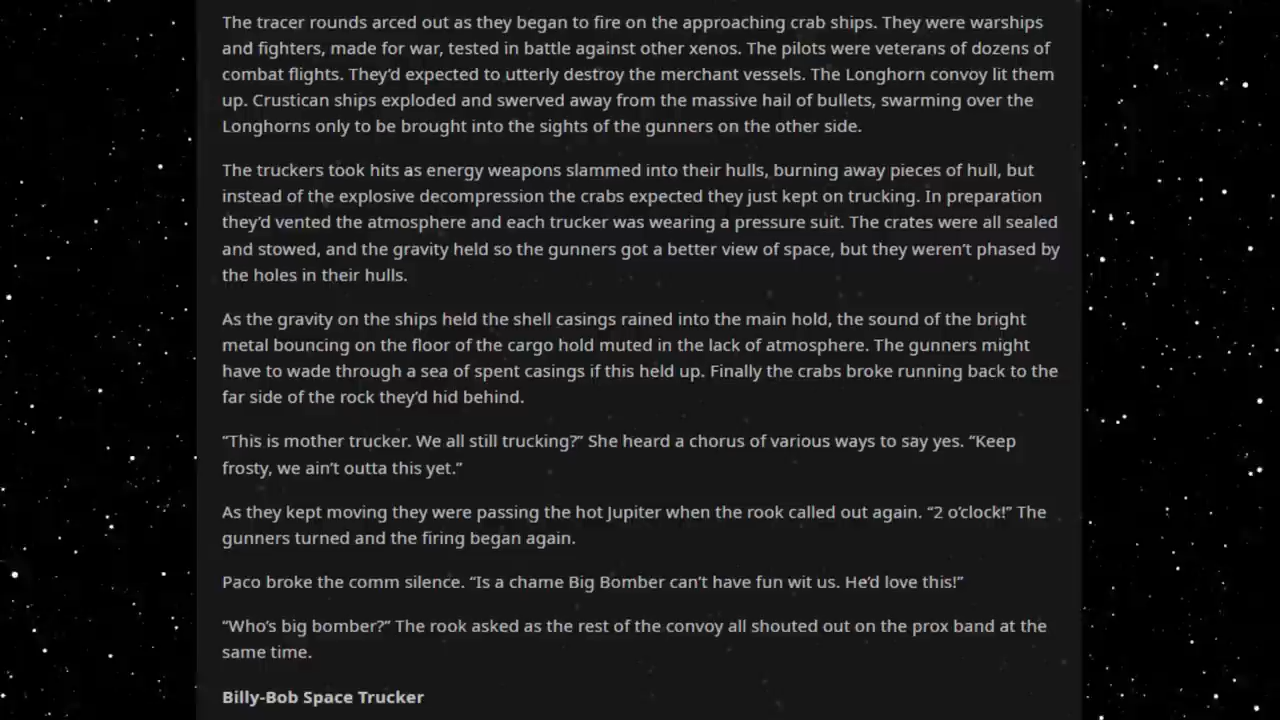 The tracer rounds arced out as they began to fire on the approaching crab ships. They were warships
and fighters, made for war, tested in battle against other xenos. The pilots were veterans of dozens of
combat flights. They’d expected to utterly destroy the merchant vessels. The Longhorn convoy lit them
up. Crustican ships exploded and swerved away from the massive hail of bullets, swarming over the
Longhorns only to be brought into the sights of the gunners on the other side.
The truckers took hits as energy weapons slammed into their hulls, burning away pieces of hull, but
instead of the explosive decompression the crabs expected they just kept on trucking. In preparation
they’d vented the atmosphere and each trucker was wearing a pressure suit. The crates were all sealed
and stowed, and the gravity held so the gunners got a better view of space, but they weren’t phased by
the holes in their hulls.
As the gravity on the ships held the shell casings rained into the main hold, the sound of the bright
metal bouncing on the floor of the cargo hold muted in the lack of atmosphere. The gunners might
have to wade through a sea of spent casings if this held up. Finally the crabs broke running back to the
far side of the rock they’d hid behind.
“This is mother trucker. We all still trucking?” She heard a chorus of various ways to say yes. “Keep
frosty, we ain’t outta this yet.”
As they kept moving they were passing the hot Jupiter when the rook called out again. “2 o’clock!” The
gunners turned and the firing began again.
Paco broke the comm silence. “Is a chame Big Bomber can’t have fun wit us. He’d love this!”
“Who’s big bomber?” The rook asked as the rest of the convoy all shouted out on the prox band at the
same time.
Billy-Bob Space Trucker